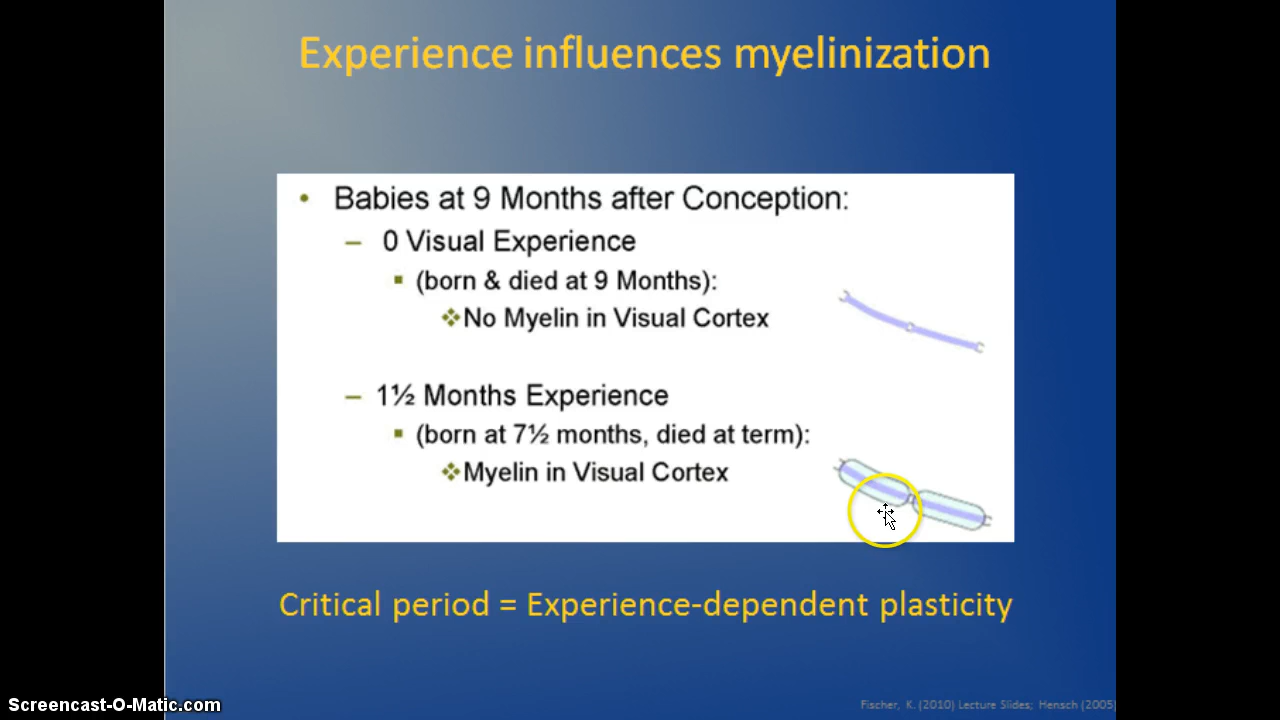 Experience influences myelinization
• Babies at 9 Months after Conception:
– 0 Visual Experience
▪ (born & died at 9 Months):
❖No Myelin in Visual Cortex
– 1½ Months Experience
▪ (born at 7½ months, died at term):
❖Myelin in Visual Cortex
Critical period = Experience-dependent plasticity
Fischer, K. (2010) Lecture Slides; Hensch (2005)
Screencast-O-Matic.com